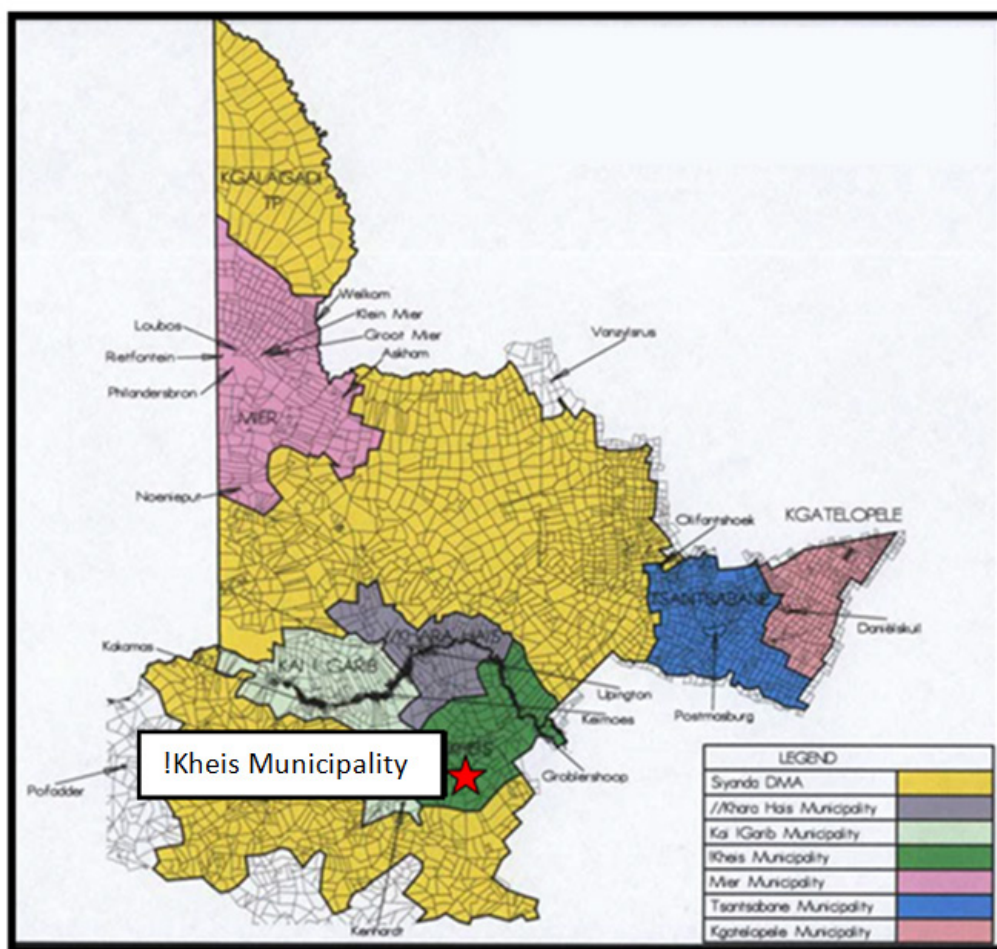 KGALAGADI
TP
Welkom
Klein Mier
Loubos
Groot Mier
Vanzylsrus
Rietfontein
Askham
Philandersbron
MIER
Noenieput
Olifantshoek
KGATELOPELE
TSANTSABANE
Daniëlskuil
//KHARA HAIS
Kakamas
KAI ! GARIB
Upington
Keimoes
Postmasburg
!Kheis Municipality
Groblershoop
Pofadder
Kenhardt
LEGEND
Siyanda DMA
//Khara Hais Municipality
Kai !Garib Municipality
!Kheis Municipality
Mier Municipality
Tsantsabane Municipality
Kgatelopele Municipality